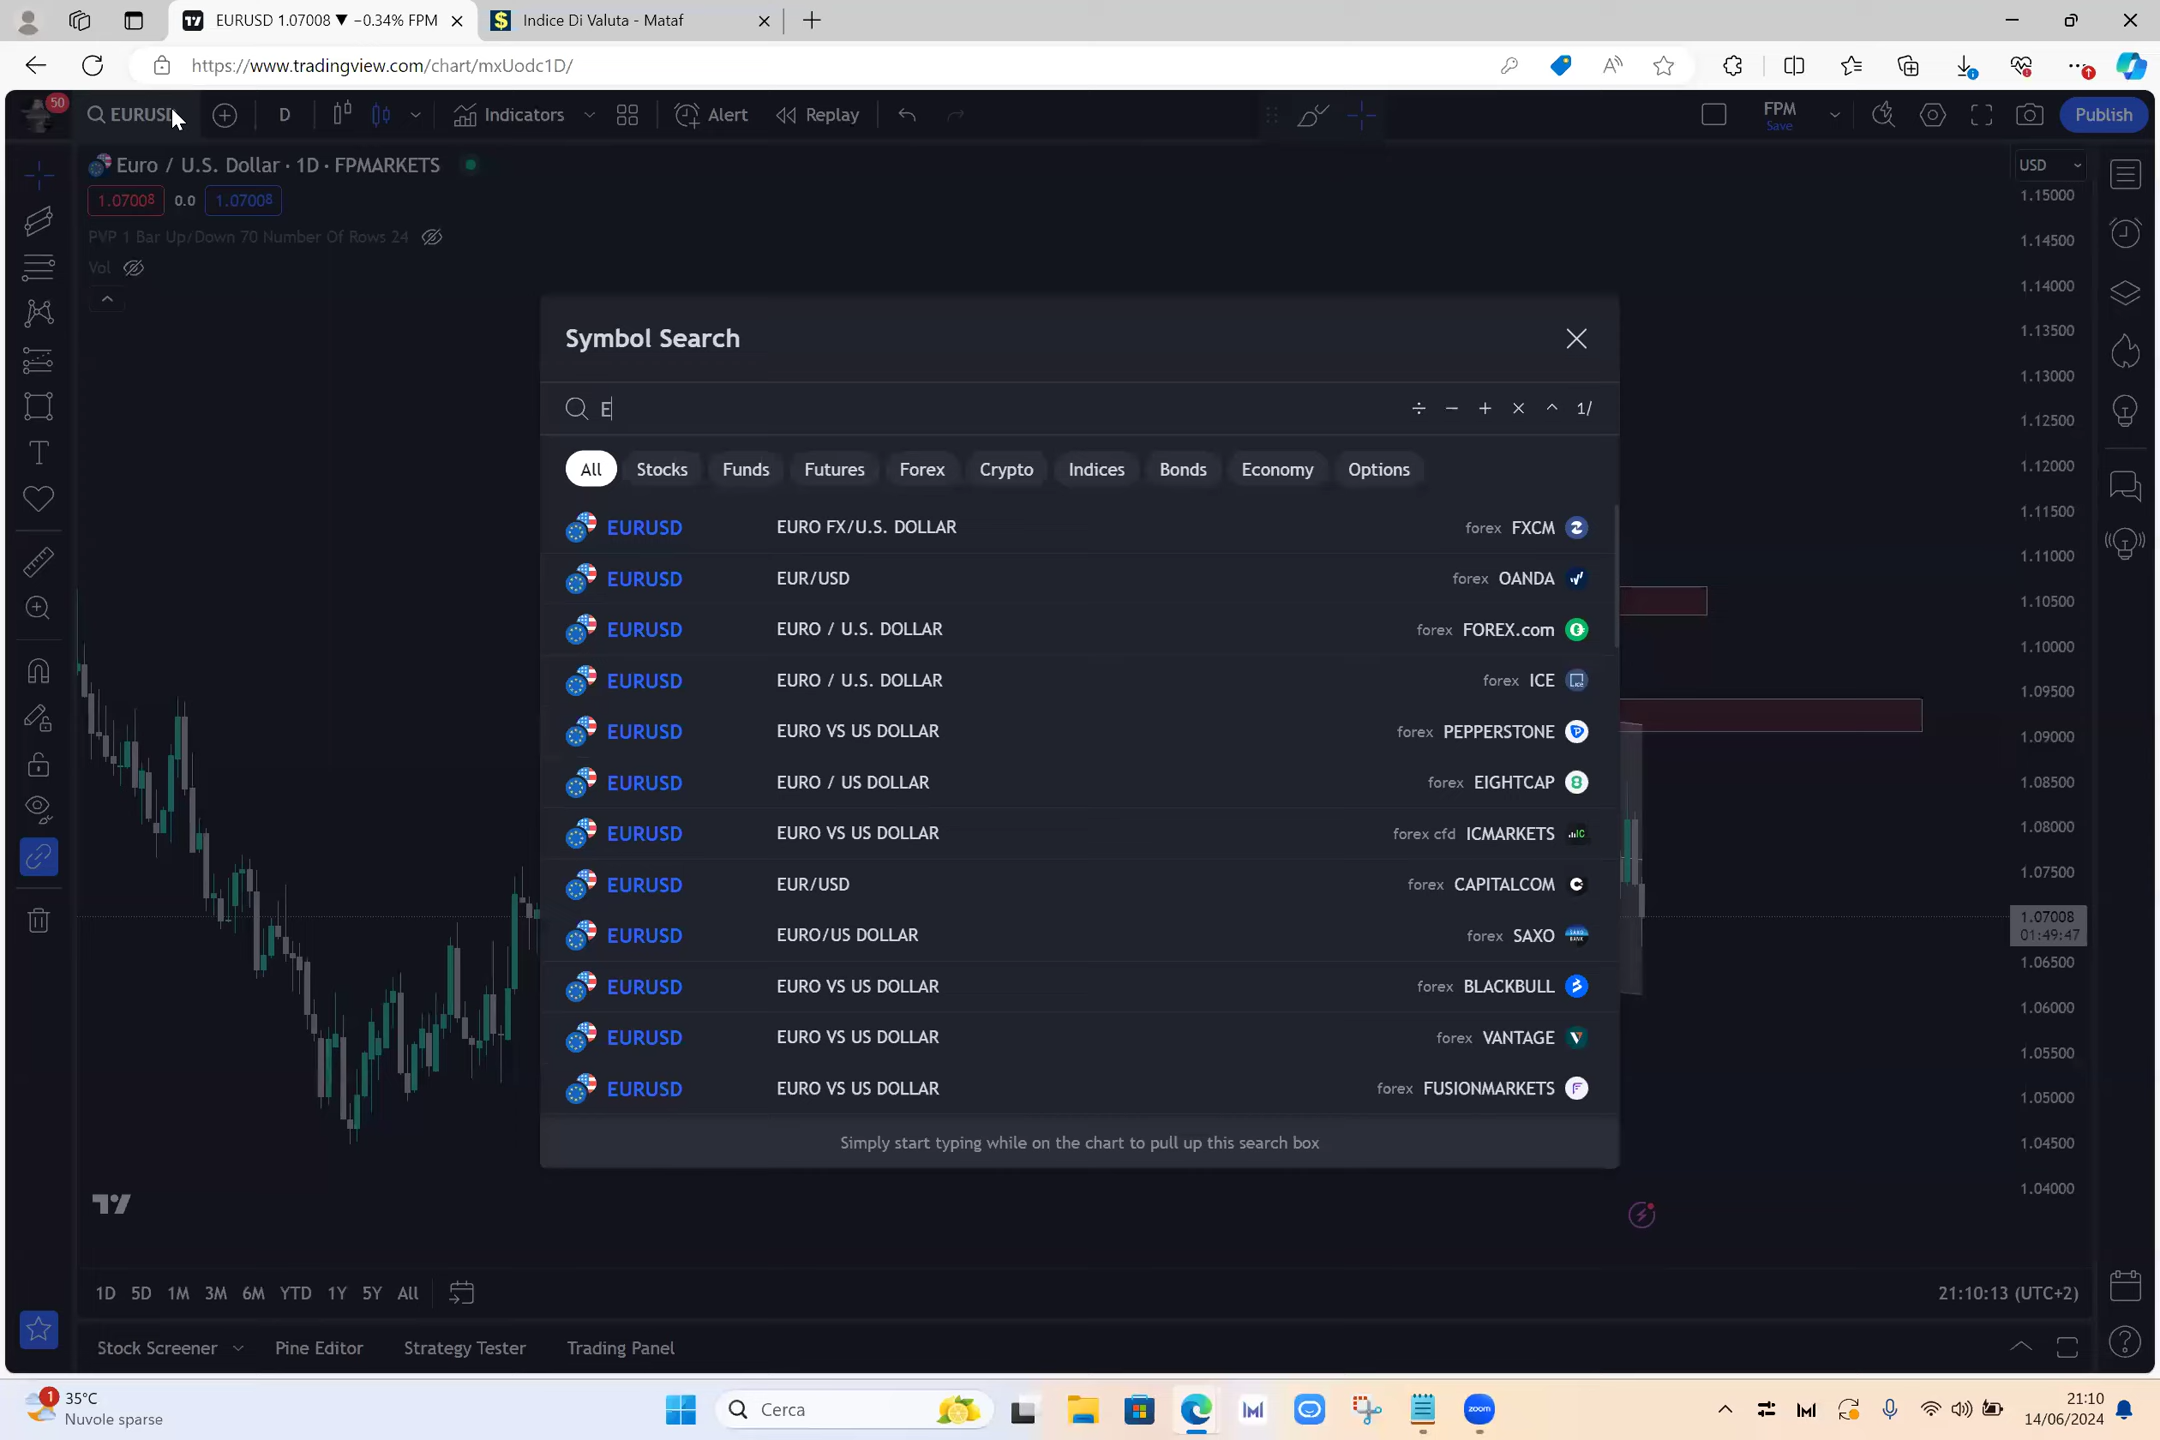 EURUSD 1.07008 ▼ −0.34% FPM
Indice Di Valuta - Mataf
https://www.tradingview.com/chart/mxUodc1D/
50
EURUSD
D
Indicators
Alert
Replay
FPM
Save
Publish
Euro / U.S. Dollar · 1D · FPMARKETS
USD
1.07008 0.0 1.07008
PVP 1 Bar Up/Down 70 Number Of Rows 24
Vol
1.15000
1.14500
1.14000
1.13500
1.13000
1.12500
1.12000
1.11500
1.11000
1.10500
1.10000
1.09500
1.09000
1.08500
1.08000
1.07500
1.07008
01:49:47
1.06500
1.06000
1.05500
1.05000
1.04500
1.04000
Symbol Search
E
÷ − + × ^ 1/
All Stocks Funds Futures Forex Crypto Indices Bonds Economy Options
EURUSD EURO FX/U.S. DOLLAR forex FXCM
EURUSD EUR/USD forex OANDA
EURUSD EURO / U.S. DOLLAR forex FOREX.com
EURUSD EURO / U.S. DOLLAR forex ICE
EURUSD EURO VS US DOLLAR forex PEPPERSTONE
EURUSD EURO / US DOLLAR forex EIGHTCAP
EURUSD EURO VS US DOLLAR forex cfd ICMARKETS
EURUSD EUR/USD forex CAPITALCOM
EURUSD EURO/US DOLLAR forex SAXO
EURUSD EURO VS US DOLLAR forex BLACKBULL
EURUSD EURO VS US DOLLAR forex VANTAGE
EURUSD EURO VS US DOLLAR forex FUSIONMARKETS
Simply start typing while on the chart to pull up this search box
1D 5D 1M 3M 6M YTD 1Y 5Y All
21:10:13 (UTC+2)
Stock Screener Pine Editor Strategy Tester Trading Panel
1
35°C
Nuvole sparse
Cerca
zoom
21:10
14/06/2024